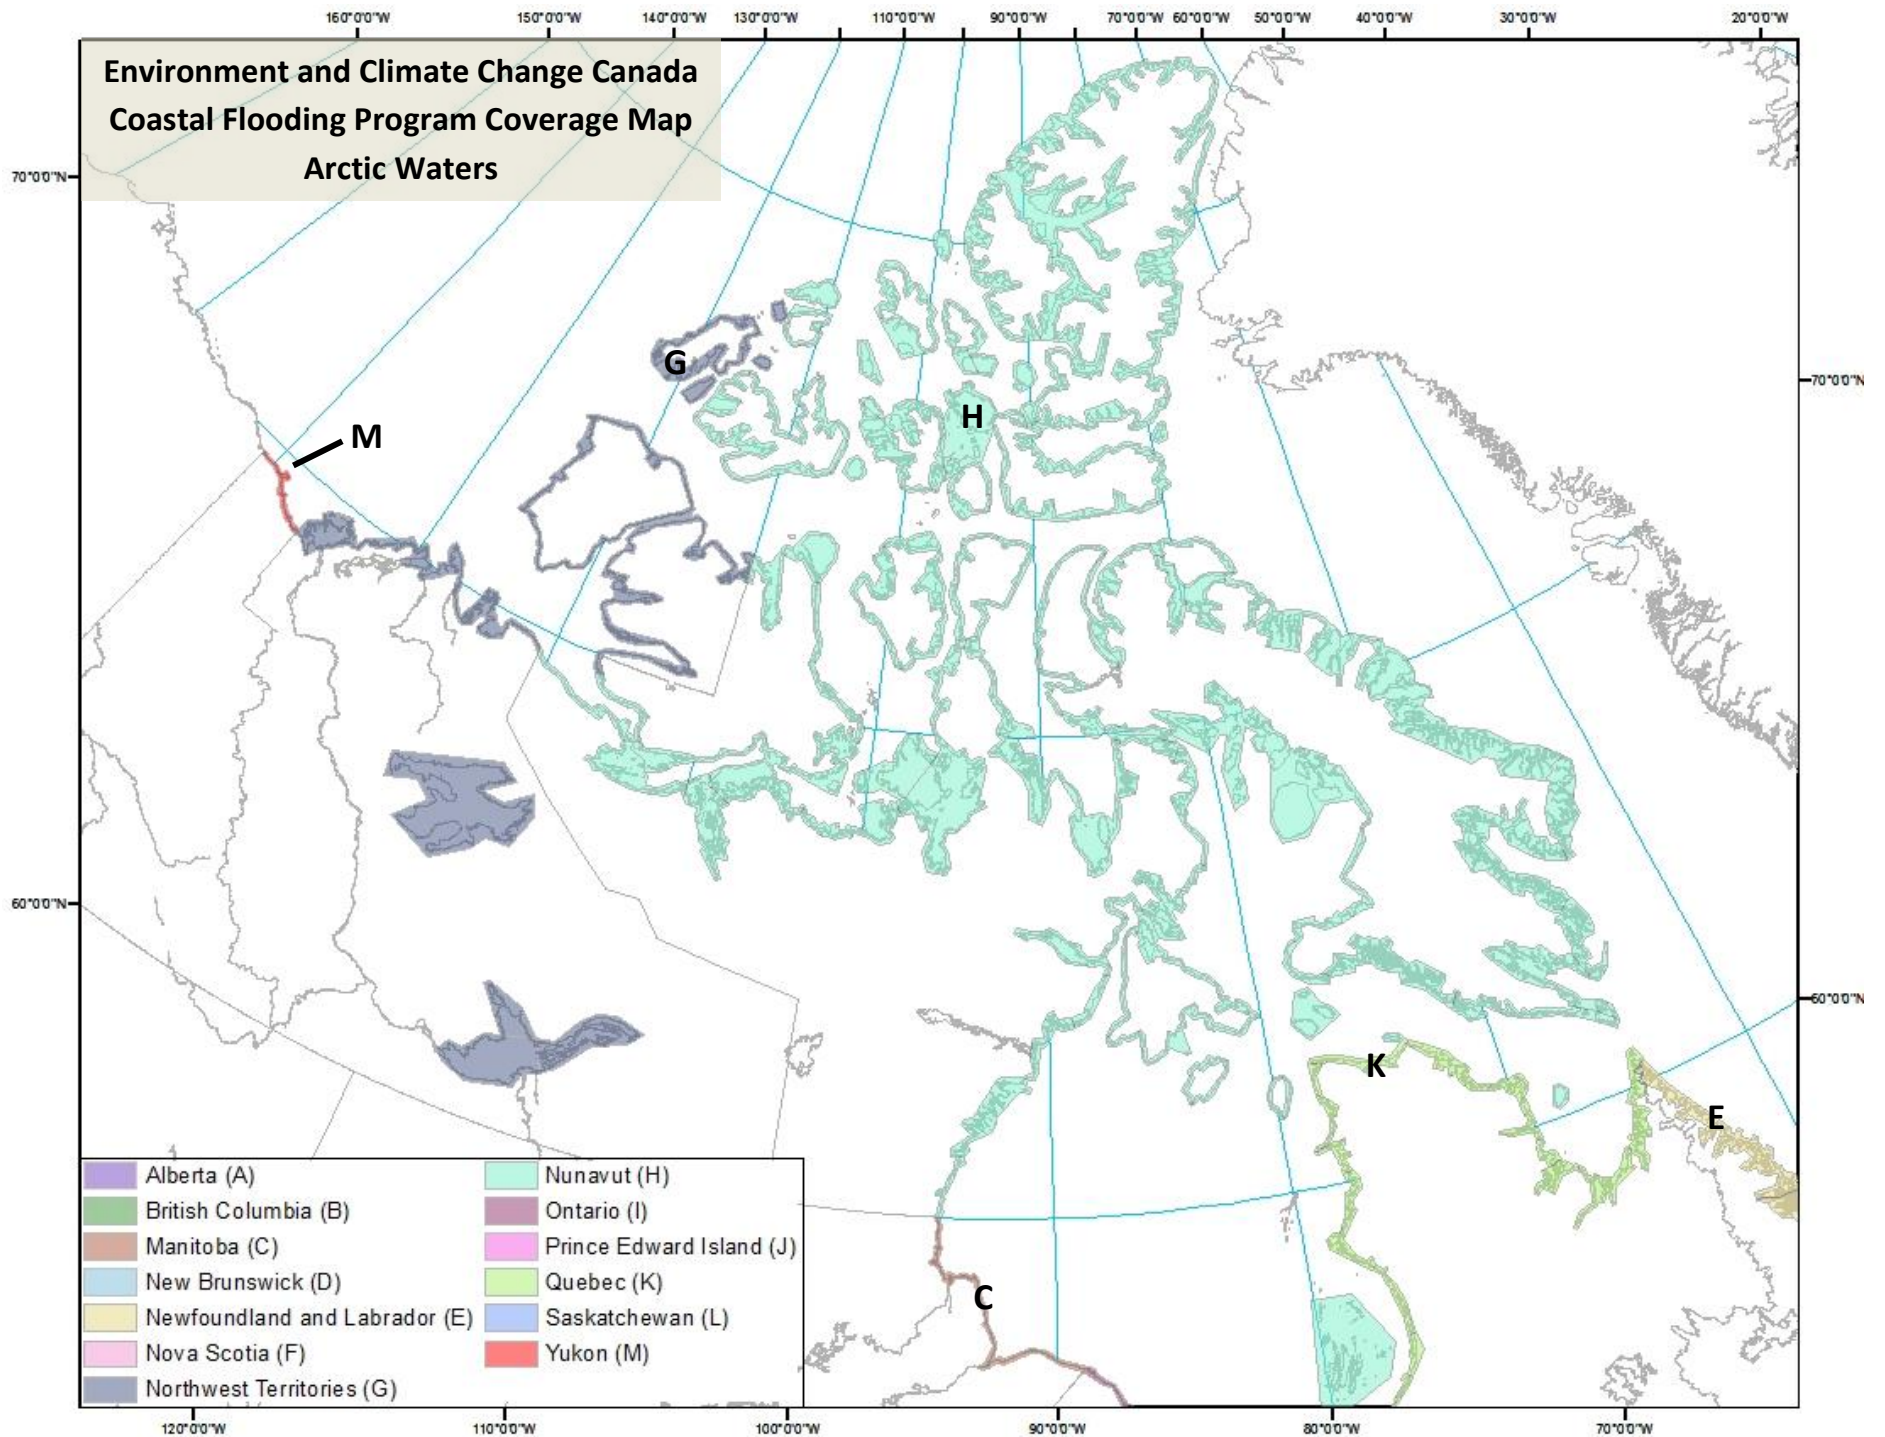 160°0'0"W 150°0'0"W 140°0'0"W 130°0'0"W 110°0'0"W 90°0'0"W 70°0'0"W 60°0'0"W 50°0'0"W 40°0'0"W 30°0'0"W 20°0'0"W
Environment and Climate Change Canada
Coastal Flooding Program Coverage Map
Arctic Waters
70°0'0"N
G
70°0'0"N
H
M
60°0'0"N
60°0'0"N
K
E
C
Alberta (A)
British Columbia (B)
Manitoba (C)
New Brunswick (D)
Newfoundland and Labrador (E)
Nova Scotia (F)
Northwest Territories (G)
Nunavut (H)
Ontario (I)
Prince Edward Island (J)
Quebec (K)
Saskatchewan (L)
Yukon (M)
120°0'0"W 110°0'0"W 100°0'0"W 90°0'0"W 80°0'0"W 70°0'0"W